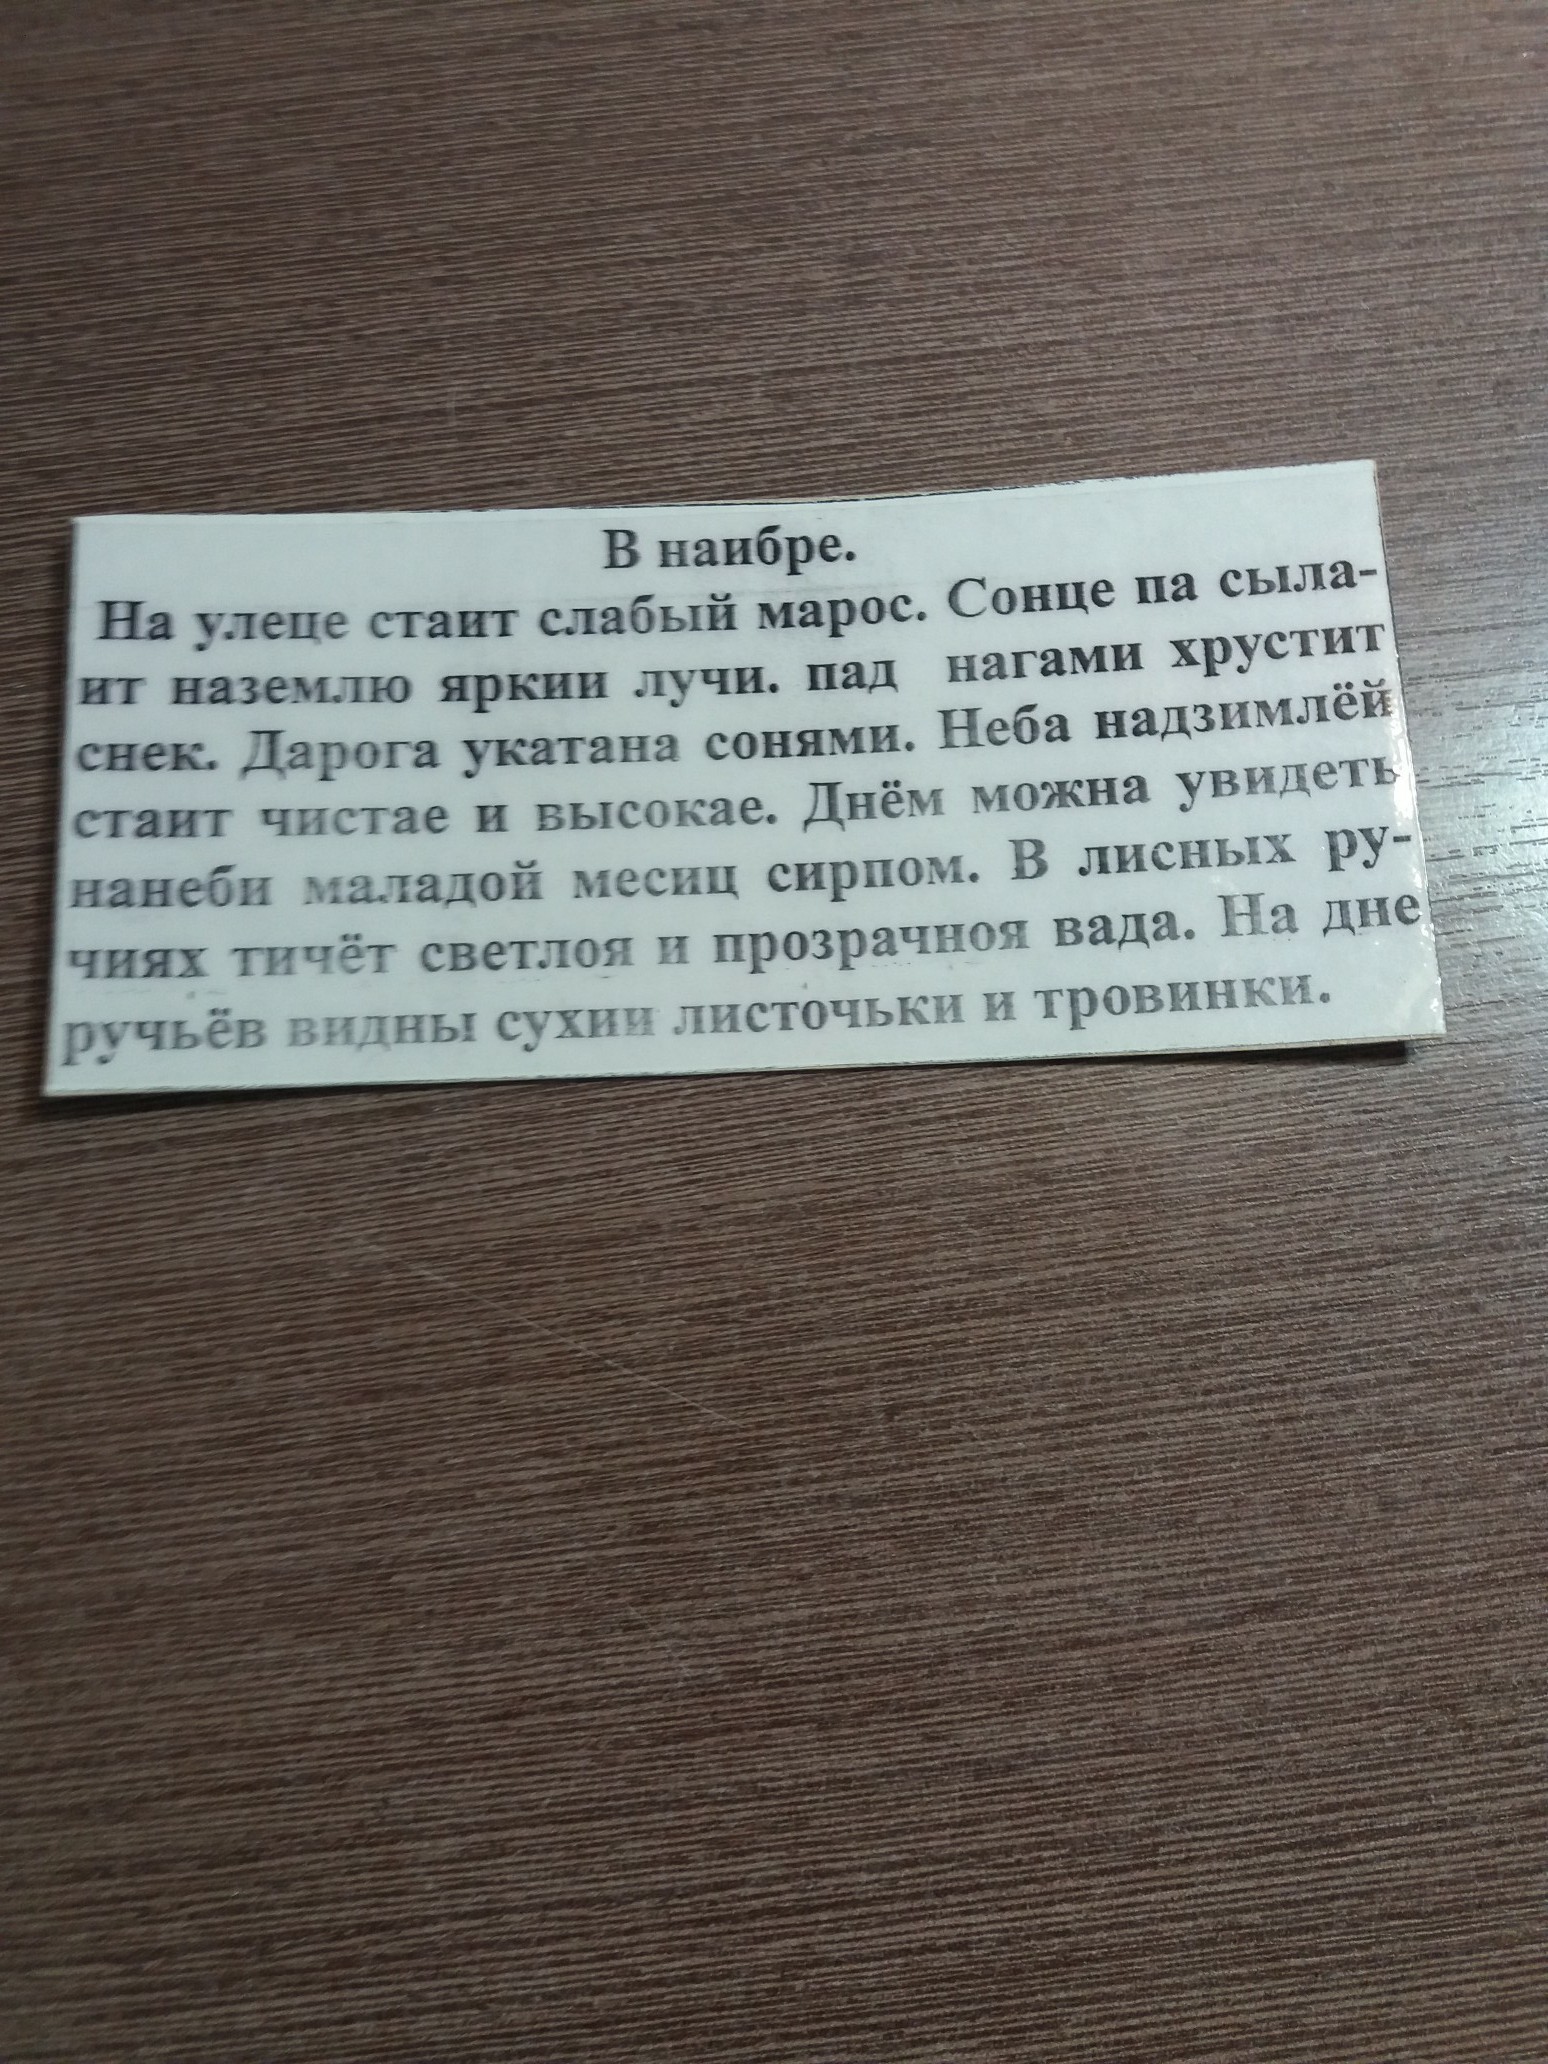 В наибре.
На улеце стаит слабый марос. Сонце па сыла-
ит наземлю яркии лучи. пад нагами хрустит
снек. Дарога укатана сонями. Неба надзимлёй
стаит чистае и высокае. Днём можна увидеть
нанеби маладой месиц сирпом. В лисных ру-
чиях тичёт светлоя и прозрачноя вада. На дне
ручьёв видны сухии листочьки и тровинки.